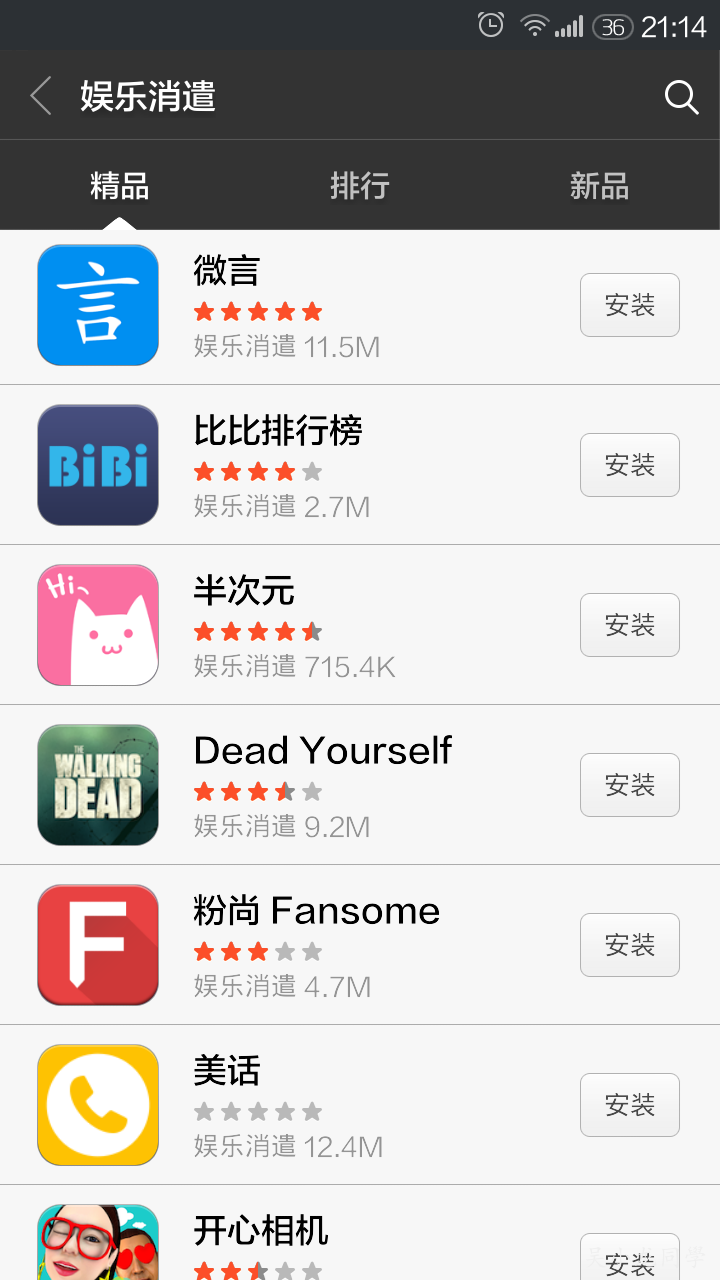 36 21:14
娱乐消遣
精品 排行 新品
言
微言
娱乐消遣 11.5M
安装
BiBi
比比排行榜
娱乐消遣 2.7M
安装
Hi~
半次元
娱乐消遣 715.4K
安装
THE
WALKING
DEAD
Dead Yourself
娱乐消遣 9.2M
安装
F
粉尚 Fansome
娱乐消遣 4.7M
安装
美话
娱乐消遣 12.4M
安装
开心相机
安装